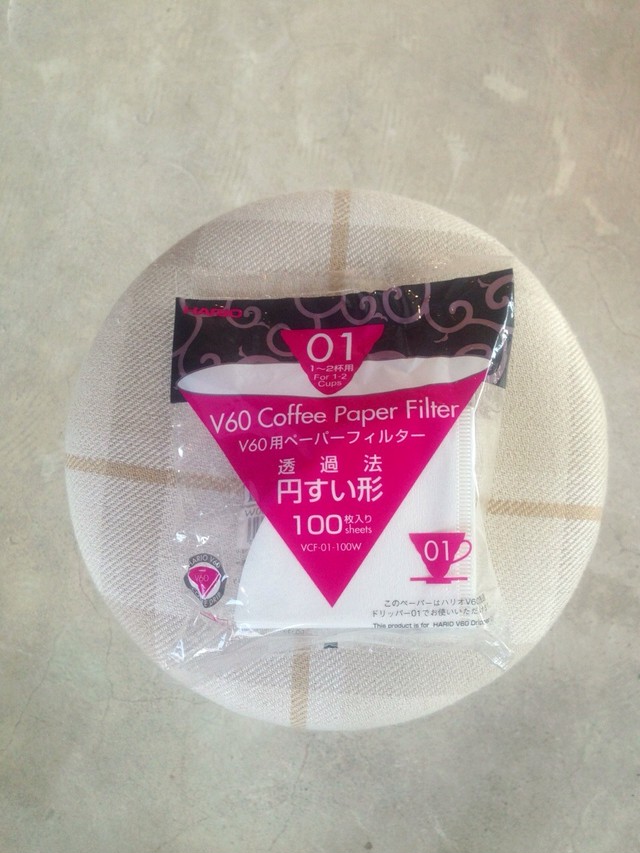 HARIO
01
1～2杯用
For 1-2
Cups
V60 Coffee Paper Filter
V60用ペーパーフィルター
透過法
円すい形
100枚入り
sheets
VCF-01-100W
HARIO V60
V60
01
このペーパーはハリオV60
ドリッパー01でお使いいただけ
This product is for HARIO V60